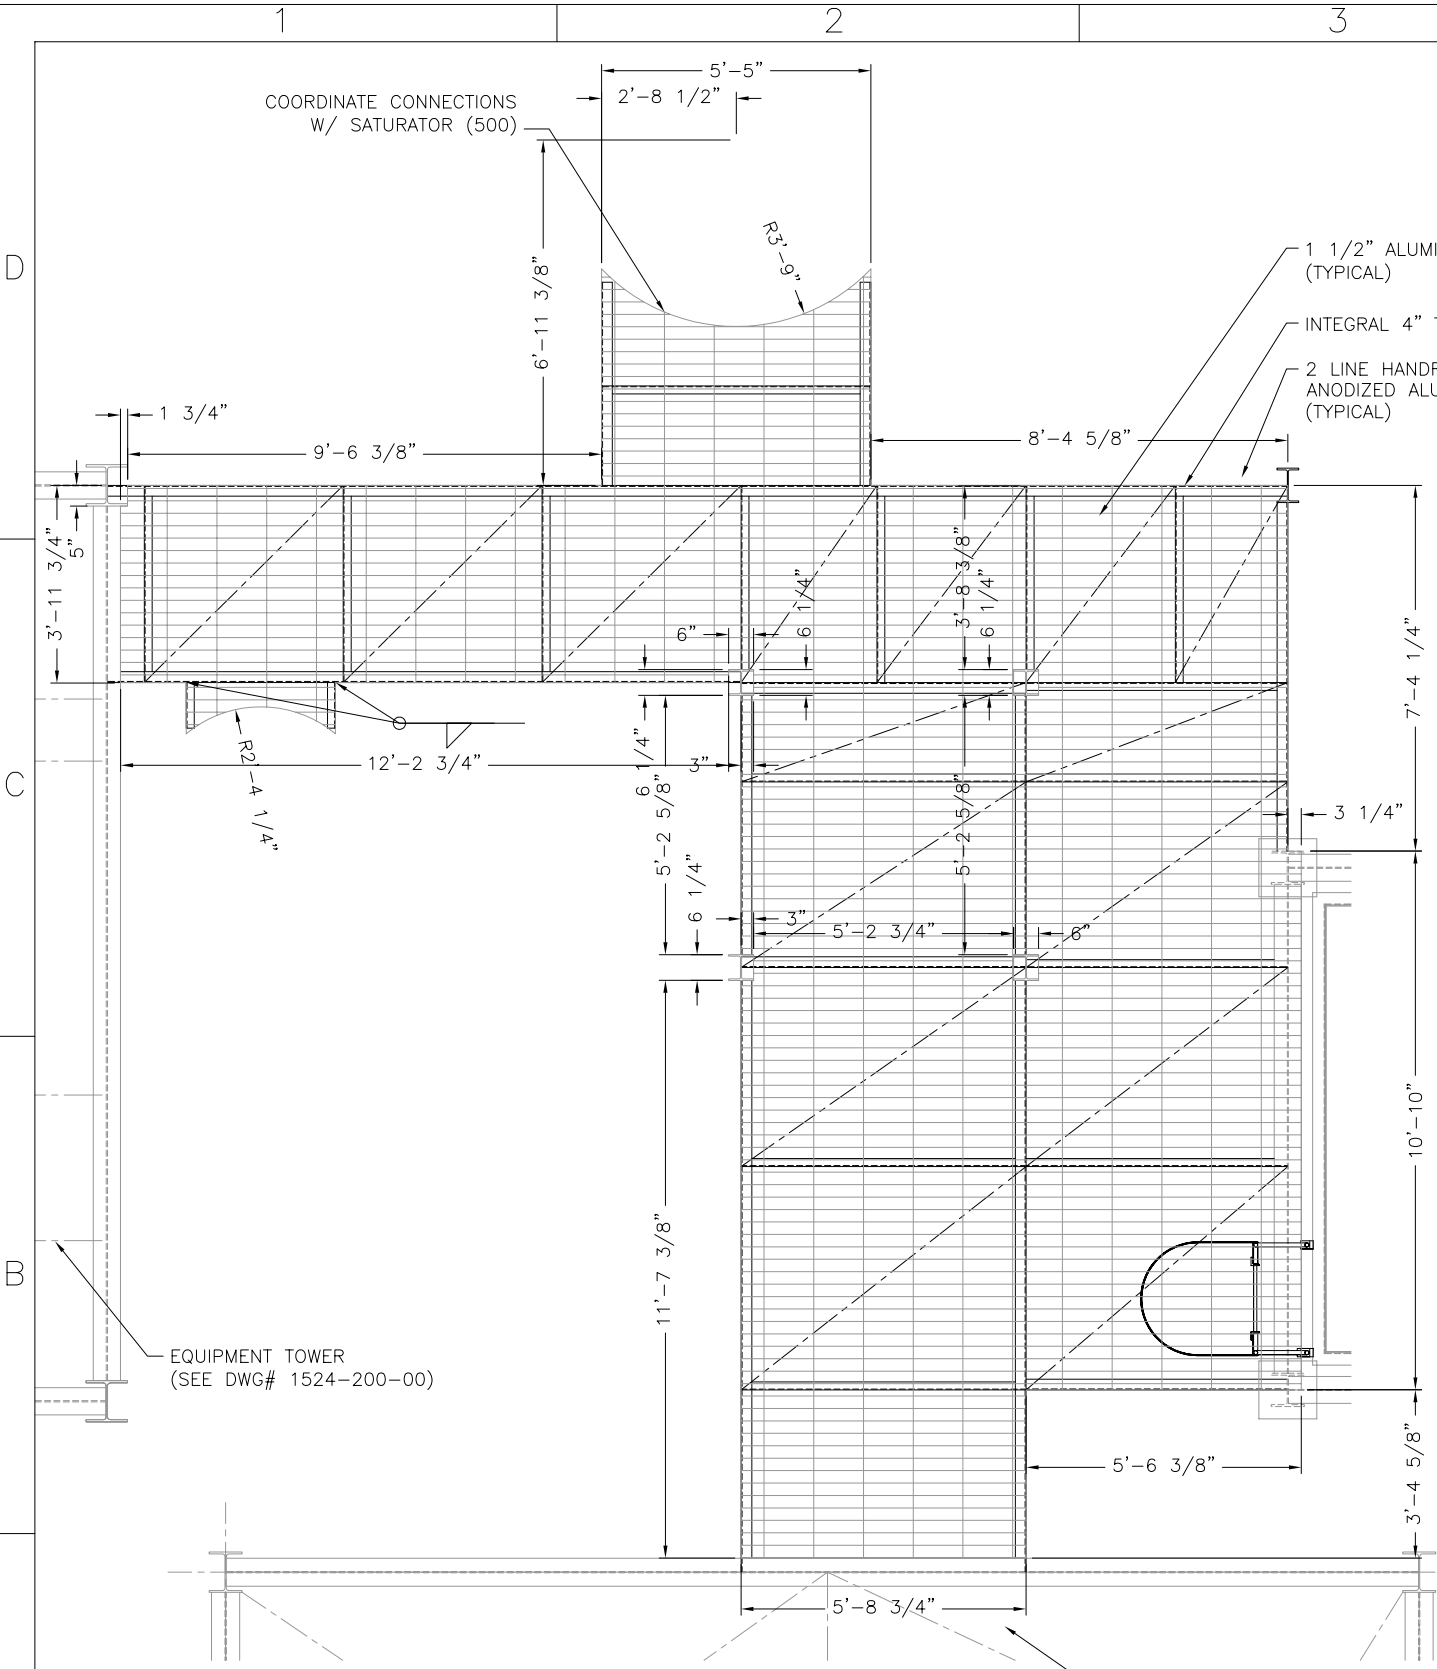 1
2
3
5'-5"
2'-8 1/2"
COORDINATE CONNECTIONS
W/ SATURATOR (500)
D
R3'-9"
6'-11 3/8"
1 1/2" ALUMI
(TYPICAL)
INTEGRAL 4"
2 LINE HANDR
ANODIZED ALU
(TYPICAL)
1 3/4"
9'-6 3/8"
8'-4 5/8"
5"
3'-11 3/4"
3'-8 3/8"
6 1/4"
6 1/4"
6"
7'-4 1/4"
C
R2'-4 1/4"
12'-2 3/4"
6 1/4"
3"
5'-2 5/8"
5'-2 5/8"
3 1/4"
6 1/4"
3"
5'-2 3/4"
6"
10'-10"
11'-7 3/8"
B
EQUIPMENT TOWER
(SEE DWG# 1524-200-00)
5'-6 3/8"
3'-4 5/8"
5'-8 3/4"